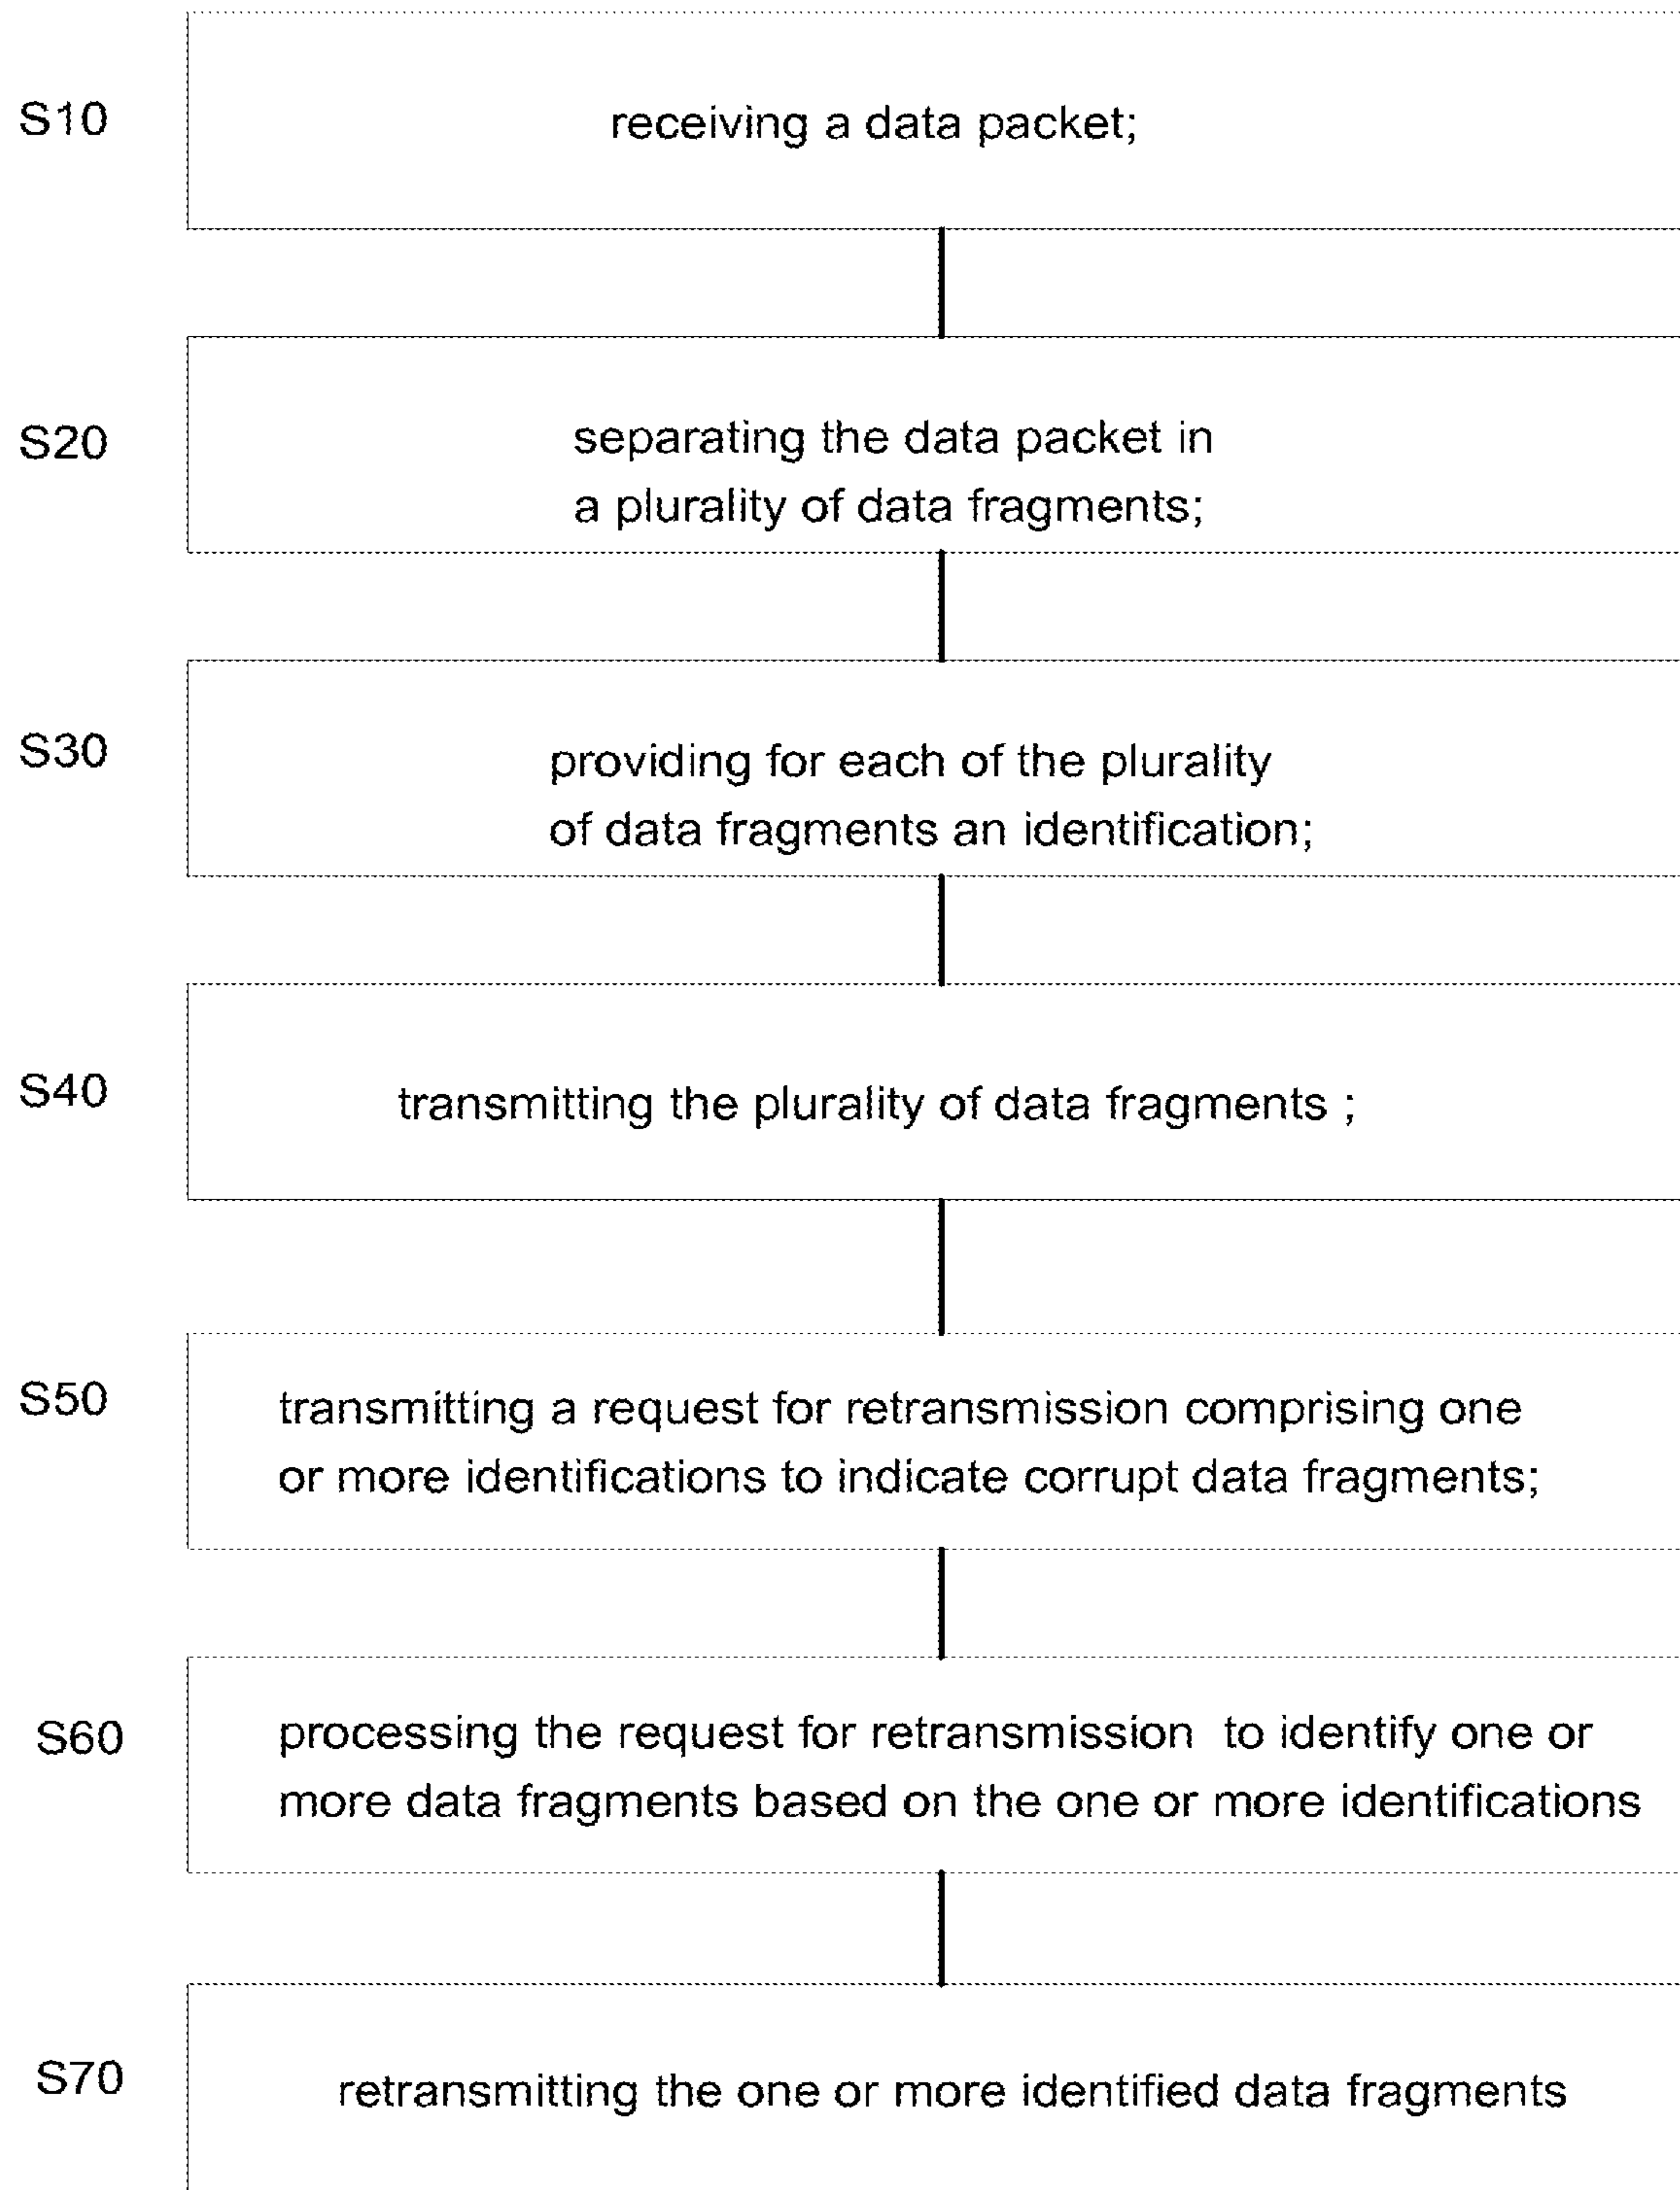 S10
receiving a data packet;
S20
separating the data packet in
a plurality of data fragments;
S30
providing for each of the plurality
of data fragments an identification;
S40
transmitting the plurality of data fragments ;
S50
transmitting a request for retransmission comprising one
or more identifications to indicate corrupt data fragments;
S60
processing the request for retransmission  to identify one or
more data fragments based on the one or more identifications
S70
retransmitting the one or more identified data fragments